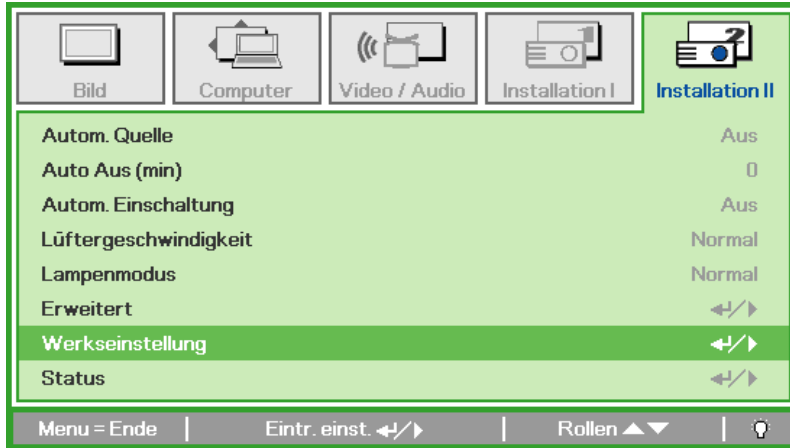 Bild
Computer
Video / Audio
Installation I
Installation II
Autom. Quelle Aus
Auto Aus (min) 0
Autom. Einschaltung Aus
Lüftergeschwindigkeit Normal
Lampenmodus Normal
Erweitert
Werkseinstellung
Status
Menu = Ende
Eintr. einst.
Rollen